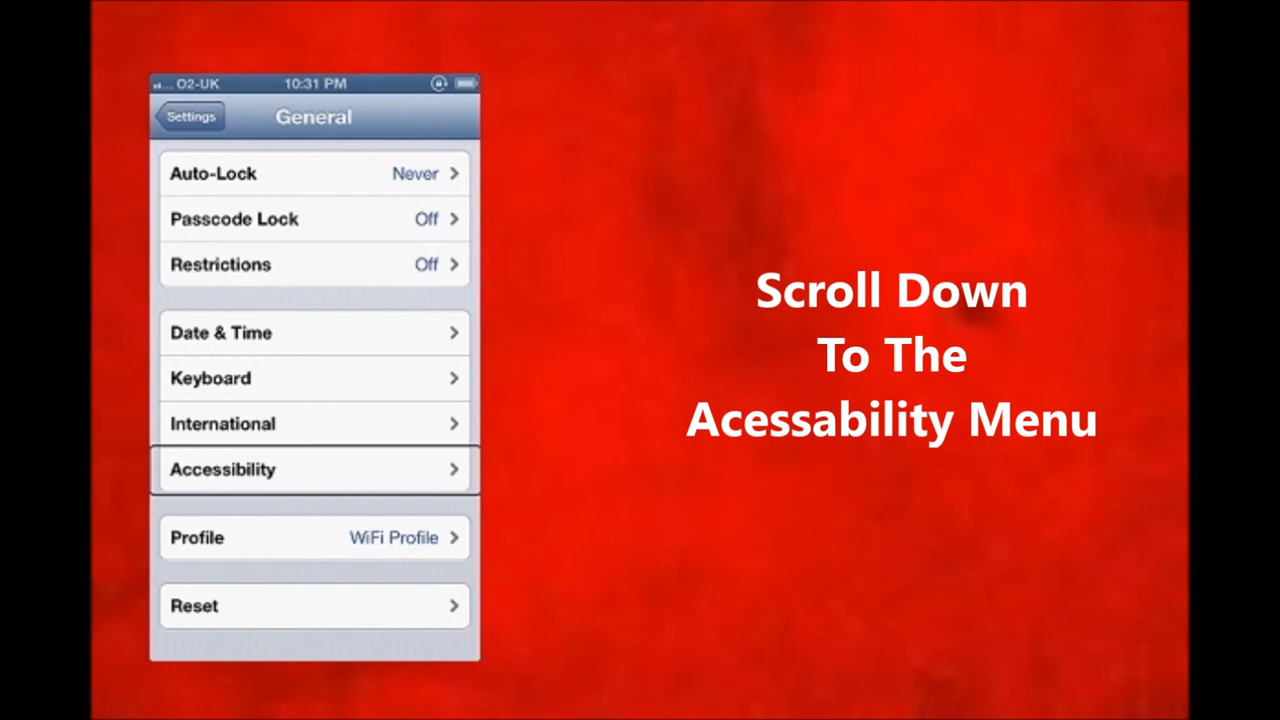 O2-UK 10:31 PM
Settings General
Auto-Lock Never
Passcode Lock Off
Restrictions Off
Date & Time
Keyboard
International
Accessibility
Profile WiFi Profile
Reset
Scroll Down
To The
Acessability Menu